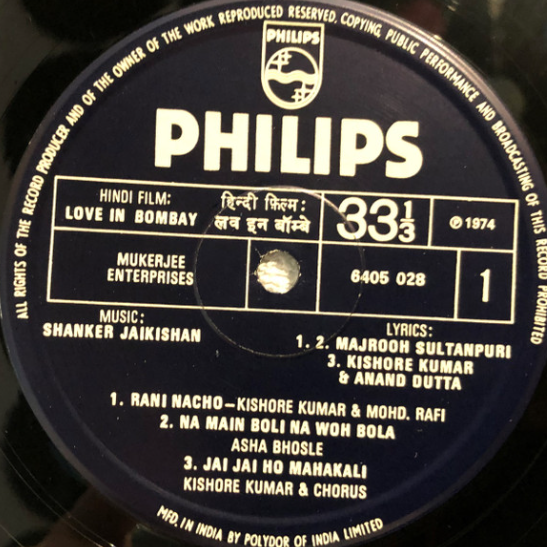 ALL RIGHTS OF THE RECORD PRODUCER AND OF THE OWNER OF THE WORK REPRODUCED RESERVED. COPYING, PUBLIC PERFORMANCE AND BROADCASTING OF THIS RECORD PROHIBITED
PHILIPS
PHILIPS
HINDI FILM:
LOVE IN BOMBAY
हिन्दी फ़िल्म:
लव इन बॉम्बे
33⅓
℗ 1974
MUKERJEE
ENTERPRISES
6405 028
1
MUSIC:
SHANKER JAIKISHAN
LYRICS:
1. 2. MAJROOH SULTANPURI
3. KISHORE KUMAR
& ANAND DUTTA
1. RANI NACHO–KISHORE KUMAR & MOHD. RAFI
2. NA MAIN BOLI NA WOH BOLA
ASHA BHOSLE
3. JAI JAI HO MAHAKALI
KISHORE KUMAR & CHORUS
MFD. IN INDIA BY POLYDOR OF INDIA LIMITED